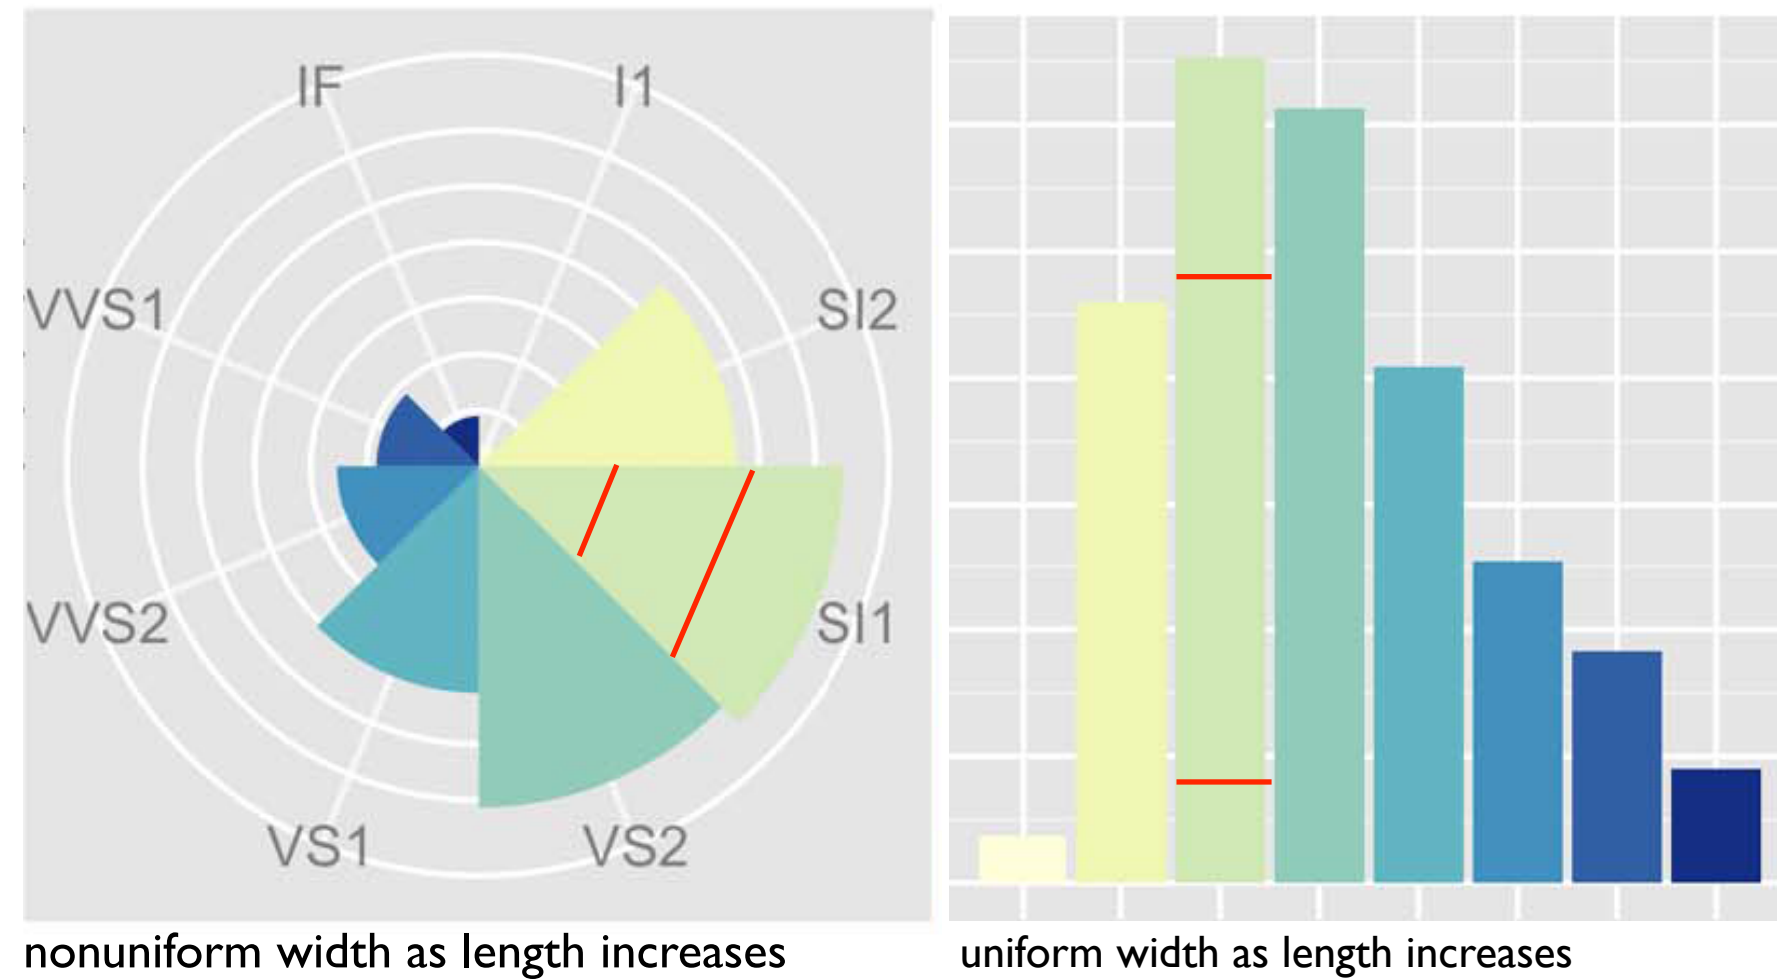 IF
I1
VVS1
SI2
VVS2
SI1
VS1
VS2
nonuniform width as length increases
uniform width as length increases